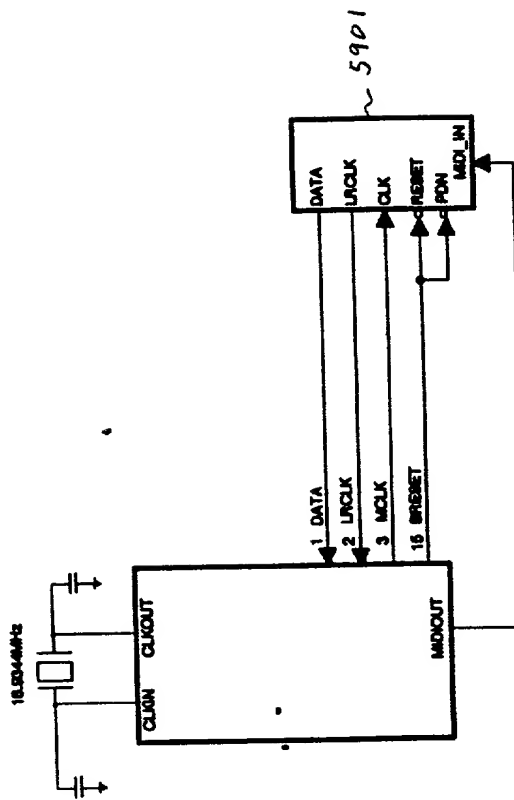 16.9344MHz
CLKIN
CLKOUT
MIDIOUT
1 DATA
2 LRCLK
3 MCLK
15 BRESET
DATA
LRCLK
CLK
RESET
PDN
MIDI_IN
5901